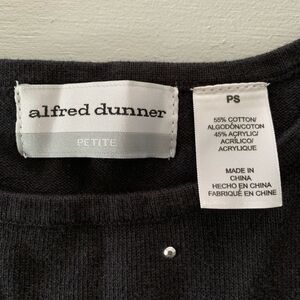 alfred dunner
PETITE
PS
55% COTTON/
ALGODÓN/COTON
45% ACRYLIC/
ACRÍLICO/
ACRYLIQUE
MADE IN
CHINA
HECHO EN CHINA
FABRIQUÉ EN CHINE